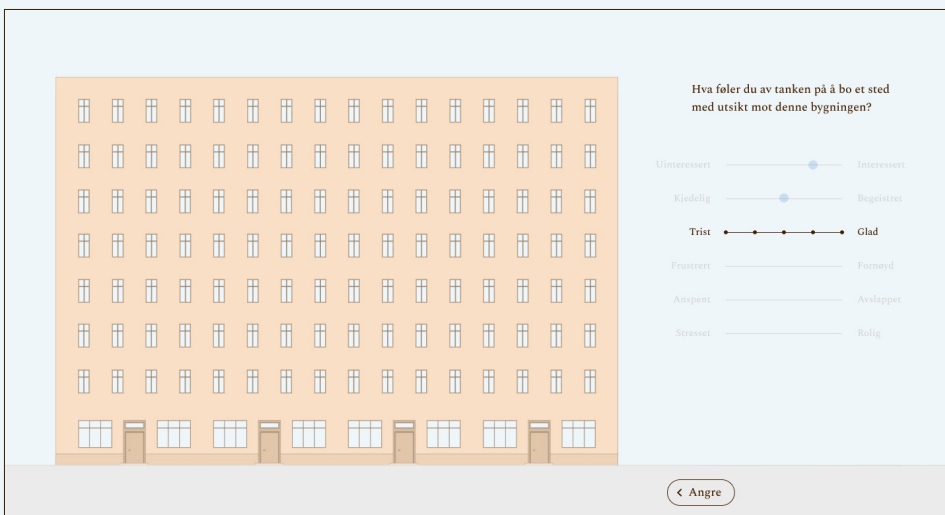 Hva føler du av tanken på å bo et sted
med utsikt mot denne bygningen?
Uinteressert Interessert
Kjedelig Begeistret
Trist Glad
Frustrert Fornøyd
Anspent Avslappet
Stresset Rolig
Angre